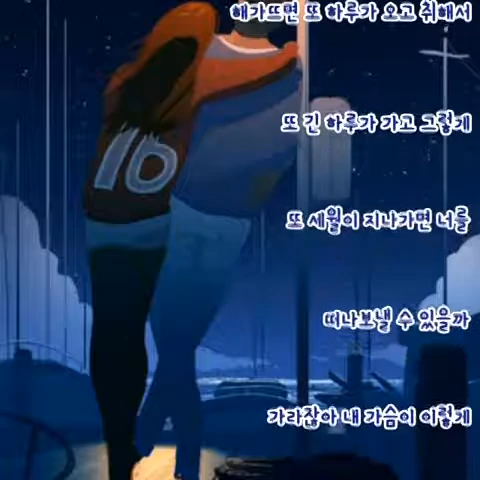 해가뜨면 또 하루가 오고 취해서
또 긴 하루가 가고 그렇게
또 세월이 지나가면 너를
떠나보낼 수 있을까
가라잖아 내 가슴이 이렇게
16